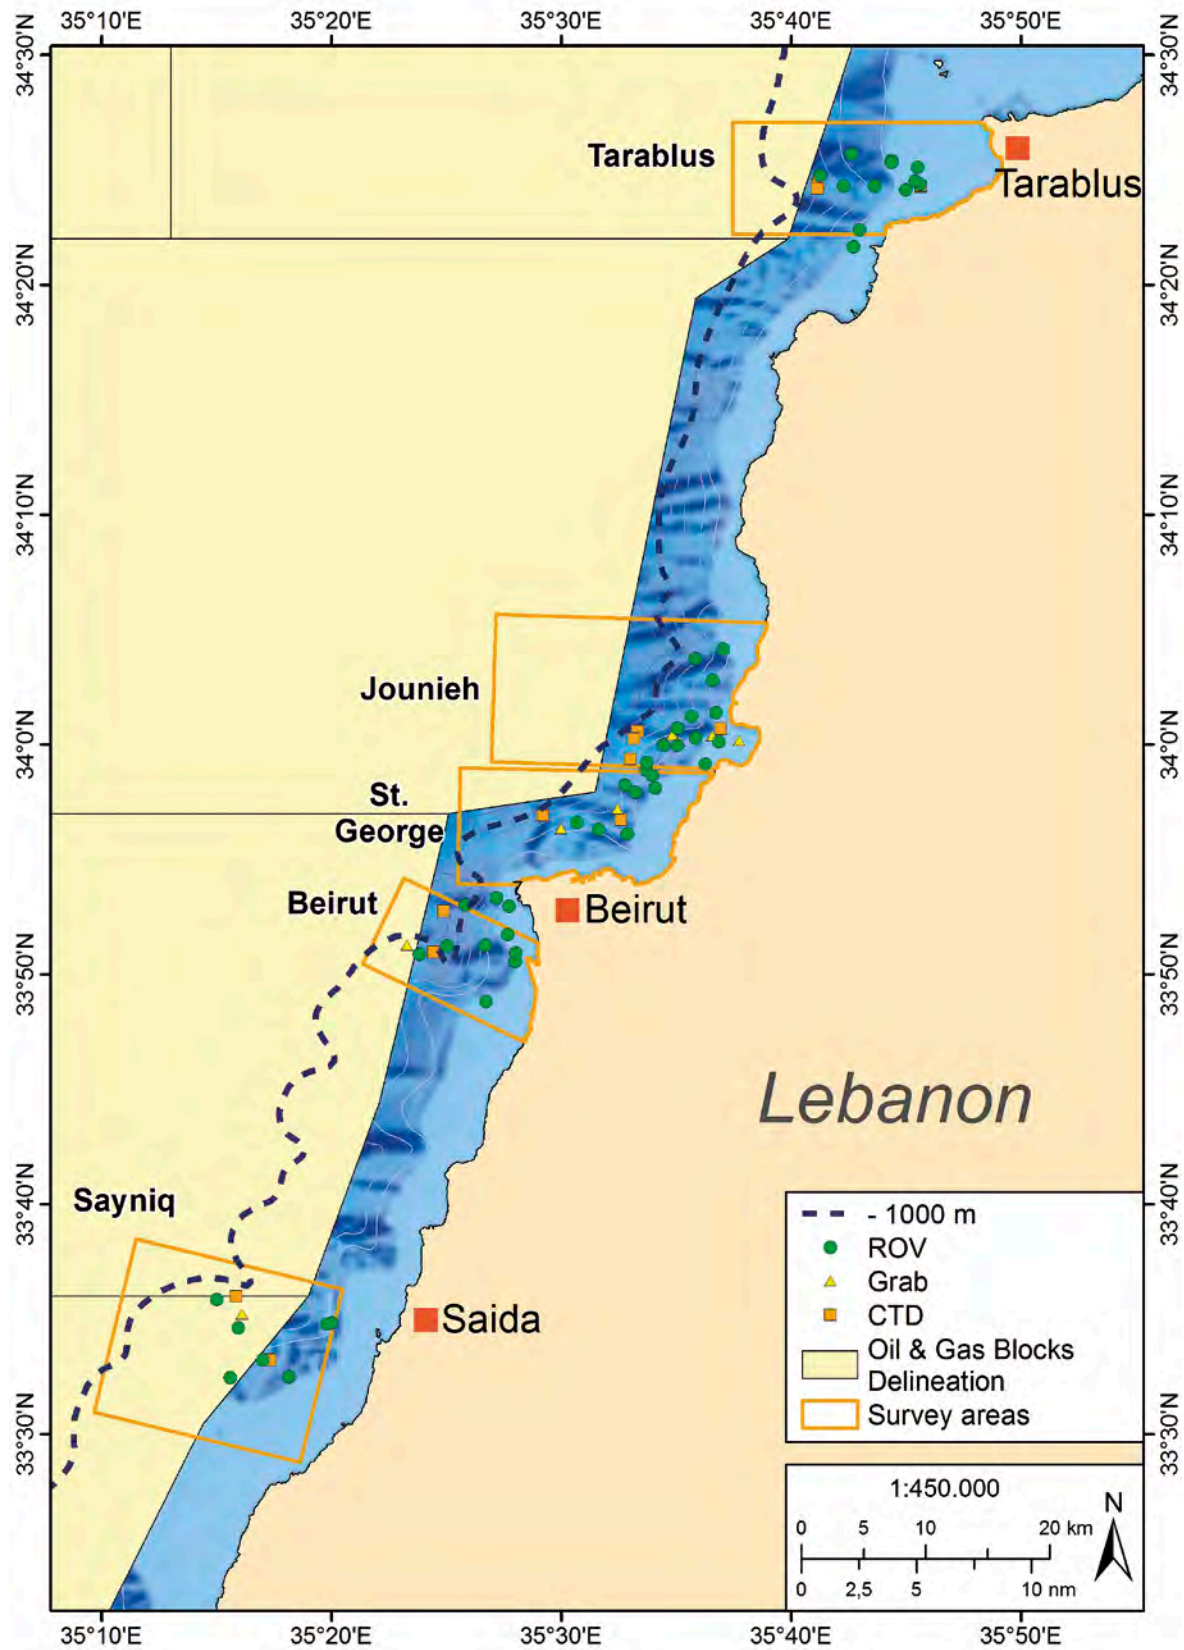 35°10'E 35°20'E 35°30'E 35°40'E 35°50'E
34°30'N 34°30'N
Tarablus
Tarablus
34°20'N 34°20'N
34°10'N 34°10'N
Jounieh
34°0'N 34°0'N
St.
George
Beirut
Beirut
33°50'N 33°50'N
Lebanon
Sayniq
33°40'N 33°40'N
Saida
- 1000 m
ROV
Grab
CTD
Oil & Gas Blocks
Delineation
Survey areas
33°30'N 33°30'N
1:450.000
N
0 5 10 20 km
0 2,5 5 10 nm
35°10'E 35°20'E 35°30'E 35°40'E 35°50'E